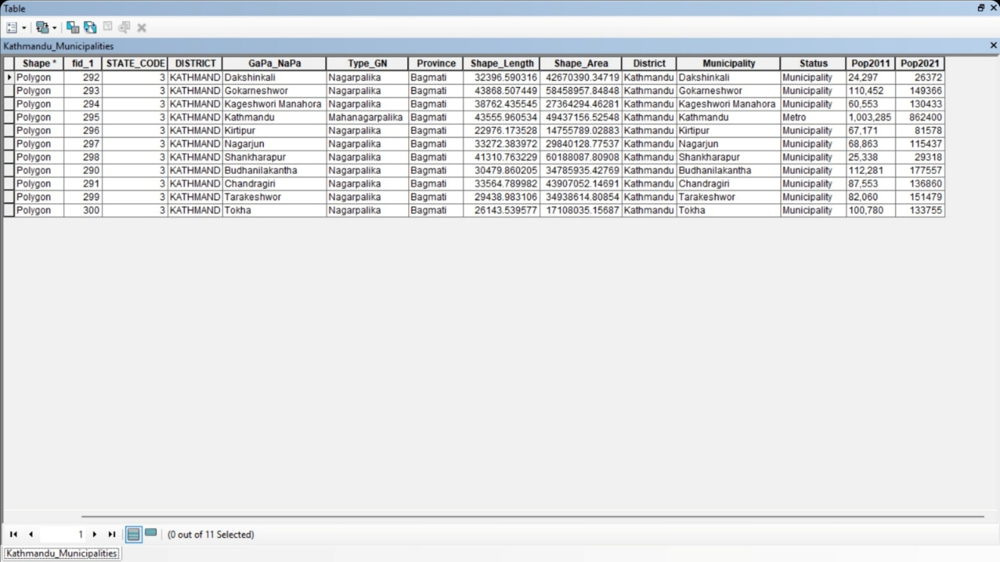 Table
Kathmandu_Municipalities
Shape * fid_1 STATE_CODE DISTRICT GaPa_NaPa Type_GN Province Shape_Length Shape_Area District Municipality Status Pop2011 Pop2021
Polygon 292 3 KATHMAND Dakshinkali Nagarpalika Bagmati 32396.590316 42670390.34719 Kathmandu Dakshinkali Municipality 24,297 26372
Polygon 293 3 KATHMAND Gokarneshwor Nagarpalika Bagmati 43868.507449 58458957.84848 Kathmandu Gokarneshwor Municipality 110,452 149366
Polygon 294 3 KATHMAND Kageshwori Manahora Nagarpalika Bagmati 38762.435545 27364294.46281 Kathmandu Kageshwori Manahora Municipality 60,553 130433
Polygon 295 3 KATHMAND Kathmandu Mahanagarpalika Bagmati 43555.960534 49437156.52548 Kathmandu Kathmandu Metro 1,003,285 862400
Polygon 296 3 KATHMAND Kirtipur Nagarpalika Bagmati 22976.173528 14755789.02883 Kathmandu Kirtipur Municipality 67,171 81578
Polygon 297 3 KATHMAND Nagarjun Nagarpalika Bagmati 33272.383972 29840128.77537 Kathmandu Nagarjun Municipality 68,863 115437
Polygon 298 3 KATHMAND Shankharapur Nagarpalika Bagmati 41310.763229 60188087.80908 Kathmandu Shankharapur Municipality 25,338 29318
Polygon 290 3 KATHMAND Budhanilakantha Nagarpalika Bagmati 30479.860205 34785935.42769 Kathmandu Budhanilakantha Municipality 112,281 177557
Polygon 291 3 KATHMAND Chandragiri Nagarpalika Bagmati 33564.789982 43907052.14691 Kathmandu Chandragiri Municipality 87,553 136860
Polygon 299 3 KATHMAND Tarakeshwor Nagarpalika Bagmati 29438.983106 34938614.80854 Kathmandu Tarakeshwor Municipality 82,060 151479
Polygon 300 3 KATHMAND Tokha Nagarpalika Bagmati 26143.539577 17108035.15687 Kathmandu Tokha Municipality 100,780 133755
1 (0 out of 11 Selected)
Kathmandu_Municipalities